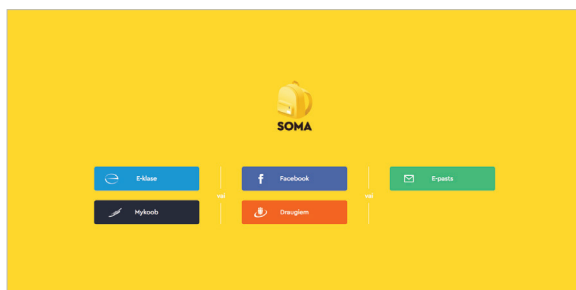 SOMA
E-klase
Facebook
E-pasts
vai
vai
Mykoob
Draugiem